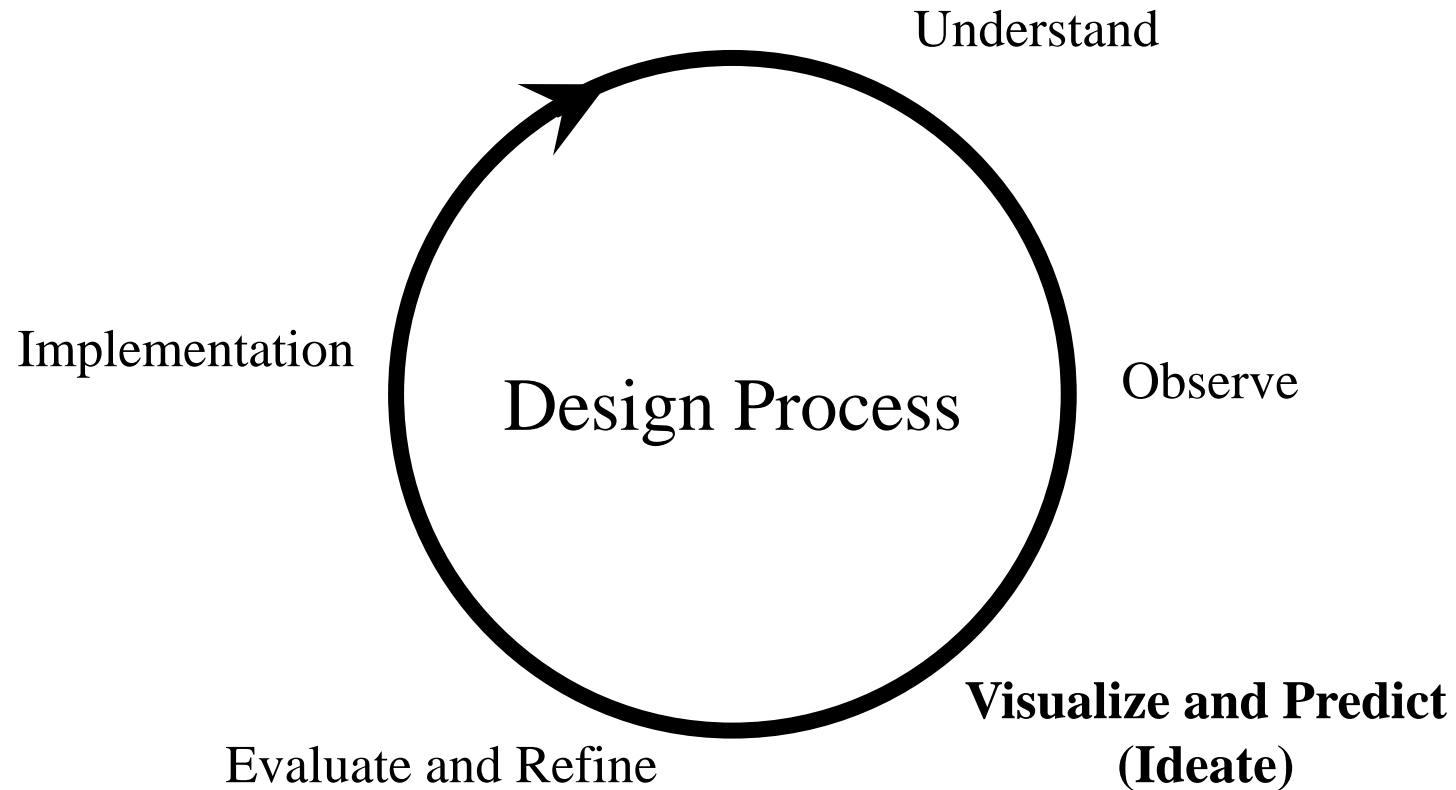 Understand
Implementation
Observe
Design Process
Visualize and Predict
(Ideate)
Evaluate and Refine